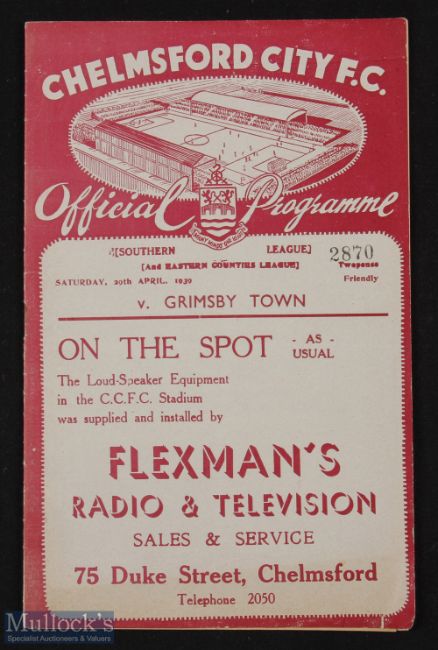 CHELMSFORD CITY F.C.
Official Programme
[SOUTHERN LEAGUE] 2870
[And EASTERN COUNTIES LEAGUE] Twopence
SATURDAY, 29th APRIL, 1939 Friendly
v. GRIMSBY TOWN
ON THE SPOT - AS -
USUAL
The Loud-Speaker Equipment
in the C.C.F.C. Stadium
was supplied and installed by
FLEXMAN'S
RADIO & TELEVISION
SALES & SERVICE
75 Duke Street, Chelmsford
Telephone 2050
Mullock's
Specialist Auctioneers & Valuers